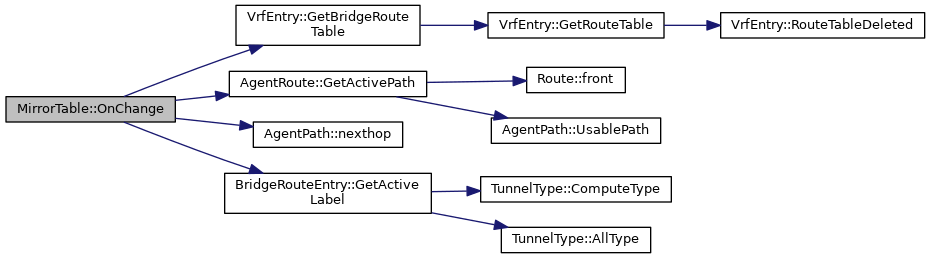 VrfEntry::GetBridgeRoute
Table
VrfEntry::GetRouteTable
VrfEntry::RouteTableDeleted
AgentRoute::GetActivePath
Route::front
MirrorTable::OnChange
AgentPath::UsablePath
AgentPath::nexthop
BridgeRouteEntry::GetActive
Label
TunnelType::ComputeType
TunnelType::AllType